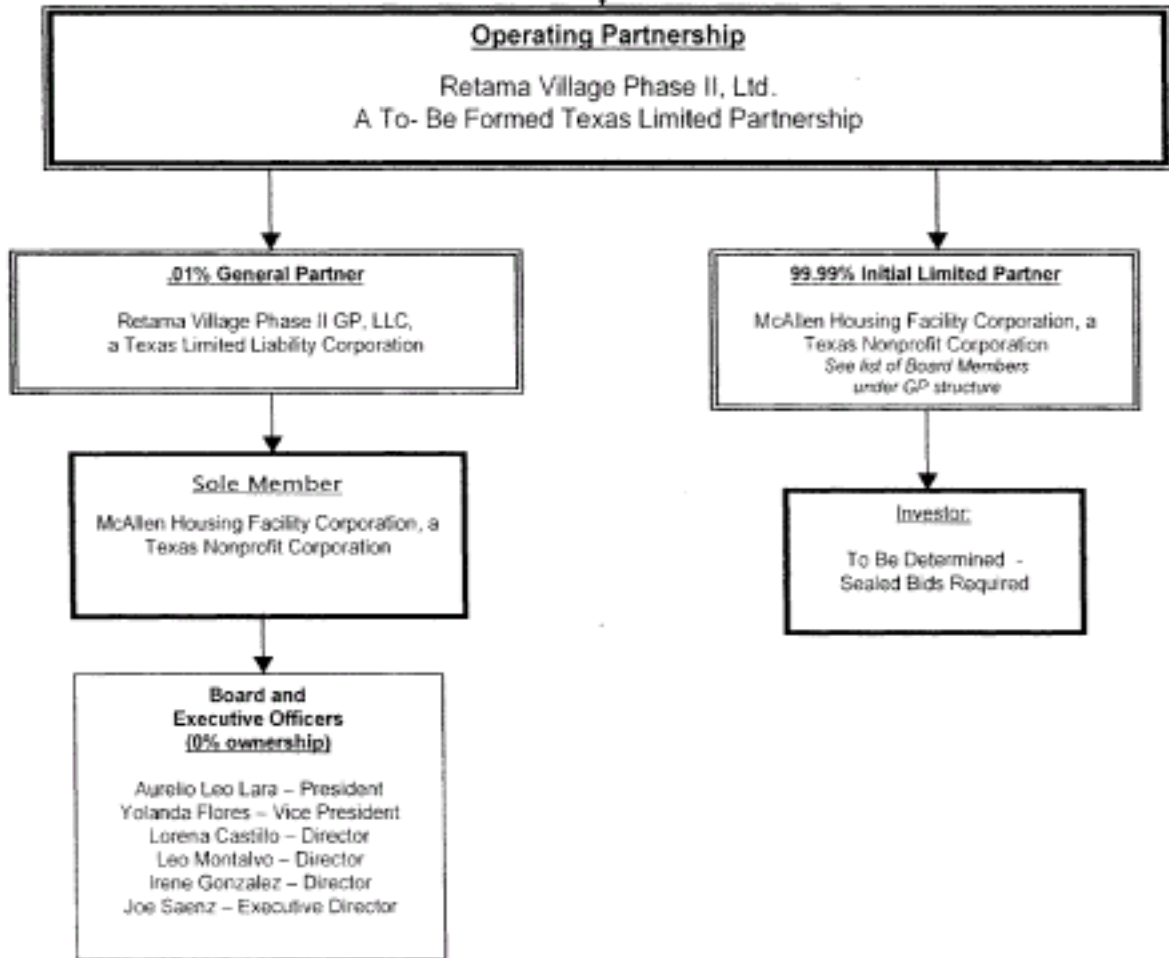 Operating Partnership
Retama Village Phase II, Ltd.
A To- Be Formed Texas Limited Partnership
.01% General Partner
Retama Village Phase II GP, LLC,
a Texas Limited Liability Corporation
99.99% Initial Limited Partner
McAllen Housing Facility Corporation, a
Texas Nonprofit Corporation
See list of Board Members
under GP structure
Sole Member
McAllen Housing Facility Corporation, a
Texas Nonprofit Corporation
Investor:
To Be Determined -
Sealed Bids Required
Board and
Executive Officers
(0% ownership)
Aurelio Leo Lara – President
Yolanda Flores – Vice President
Lorena Castillo – Director
Leo Montalvo – Director
Irene Gonzalez – Director
Joe Saenz – Executive Director